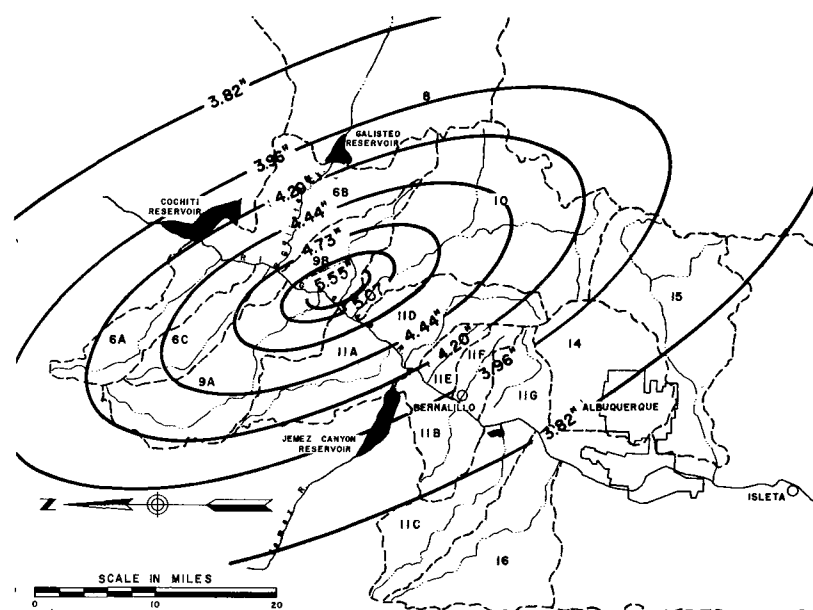 3.82"
8
GALISTEO
RESERVOIR
3.96"
4.20"
6B
COCHITI
RESERVOIR
10
4.44"
4.73"
9B
5.55"
5.07
15
11D
6A
6C
4.44"
14
11A
4.20"
11F
3.96"
9A
11E
11G
BERNALILLO
ALBUQUERQUE
3.82"
11B
JEMEZ CANYON
RESERVOIR
ISLETA
N
JEMEZ R.
11C
16
SCALE IN MILES
0
10
20